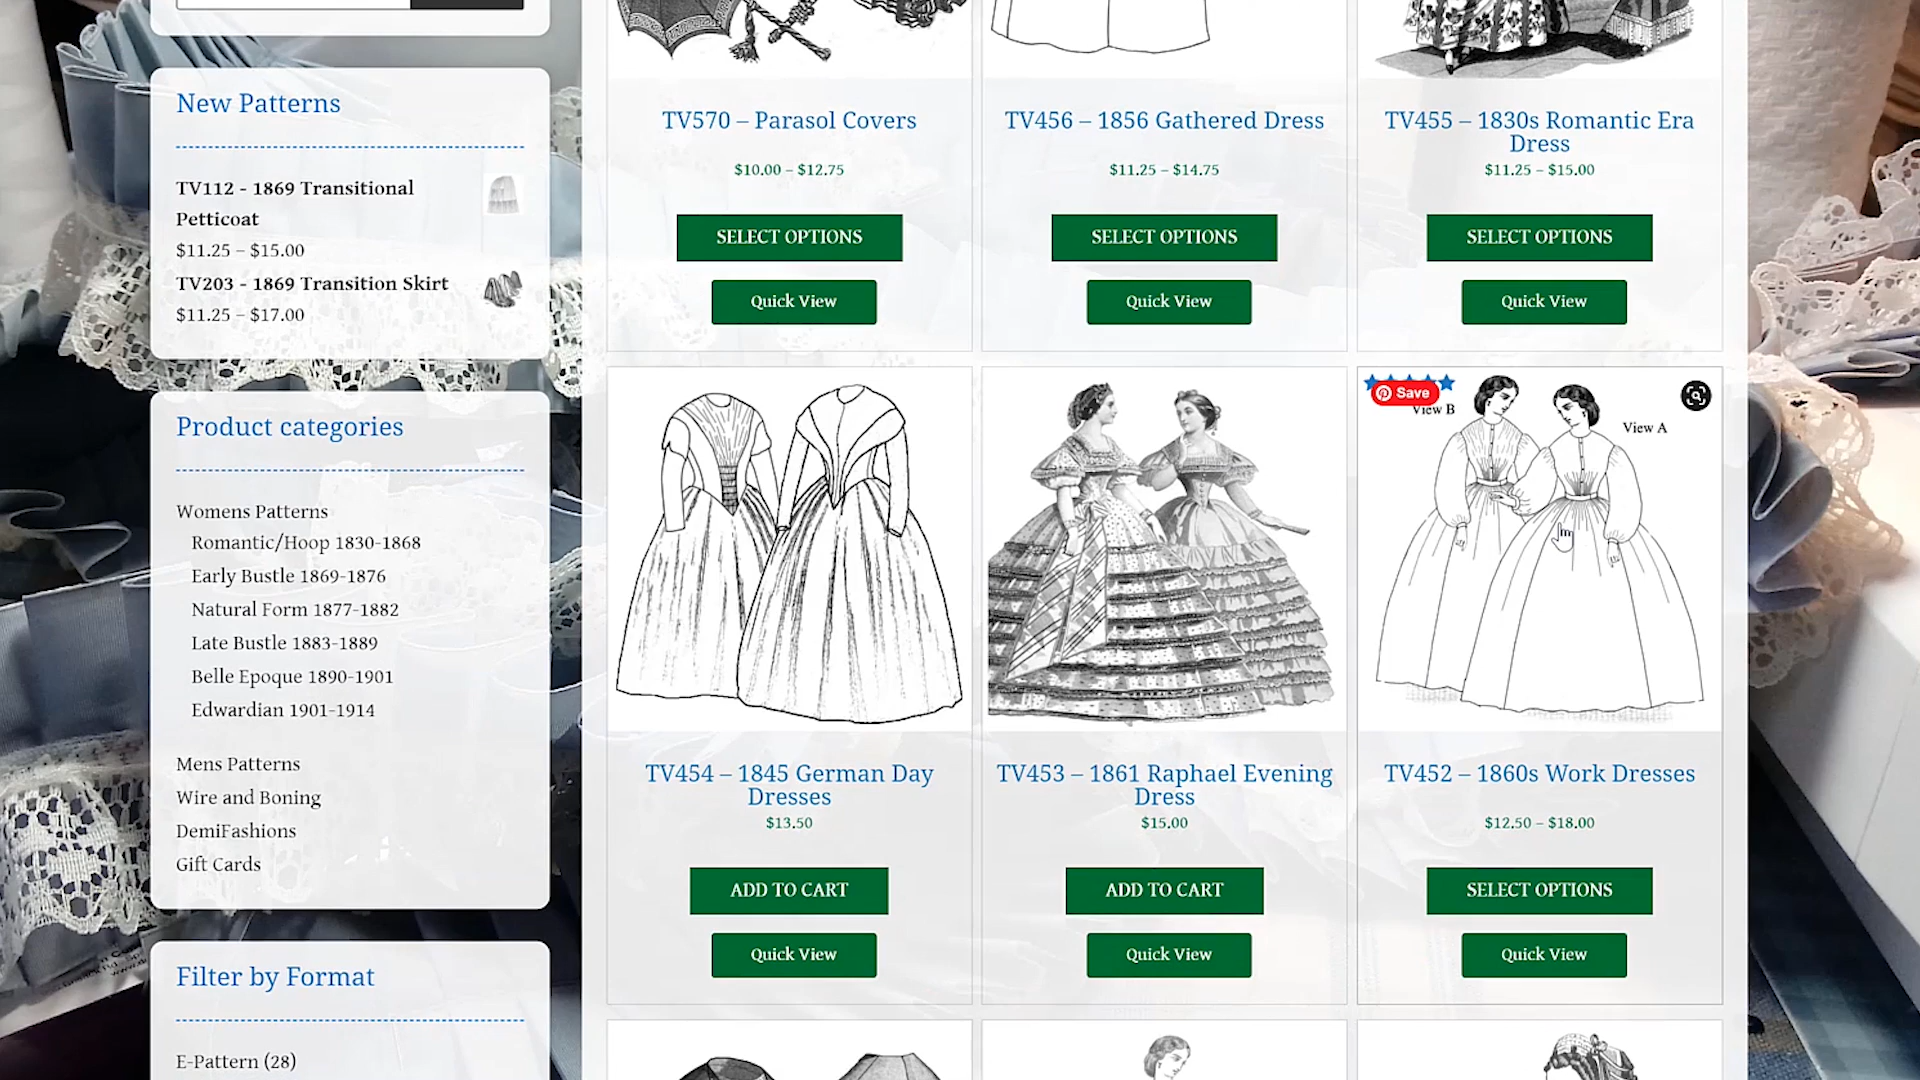 New Patterns
TV112 - 1869 Transitional
Petticoat
$11.25 – $15.00
TV203 - 1869 Transition Skirt
$11.25 – $17.00
Product categories
Womens Patterns
Romantic/Hoop 1830-1868
Early Bustle 1869-1876
Natural Form 1877-1882
Late Bustle 1883-1889
Belle Epoque 1890-1901
Edwardian 1901-1914
Mens Patterns
Wire and Boning
DemiFashions
Gift Cards
Filter by Format
E-Pattern (28)
TV570 – Parasol Covers
$10.00 – $12.75
SELECT OPTIONS
Quick View
TV456 – 1856 Gathered Dress
$11.25 – $14.75
SELECT OPTIONS
Quick View
TV455 – 1830s Romantic Era
Dress
$11.25 – $15.00
SELECT OPTIONS
Quick View
TV454 – 1845 German Day
Dresses
$13.50
ADD TO CART
Quick View
TV453 – 1861 Raphael Evening
Dress
$15.00
ADD TO CART
Quick View
Save
View B
View A
TV452 – 1860s Work Dresses
$12.50 – $18.00
SELECT OPTIONS
Quick View